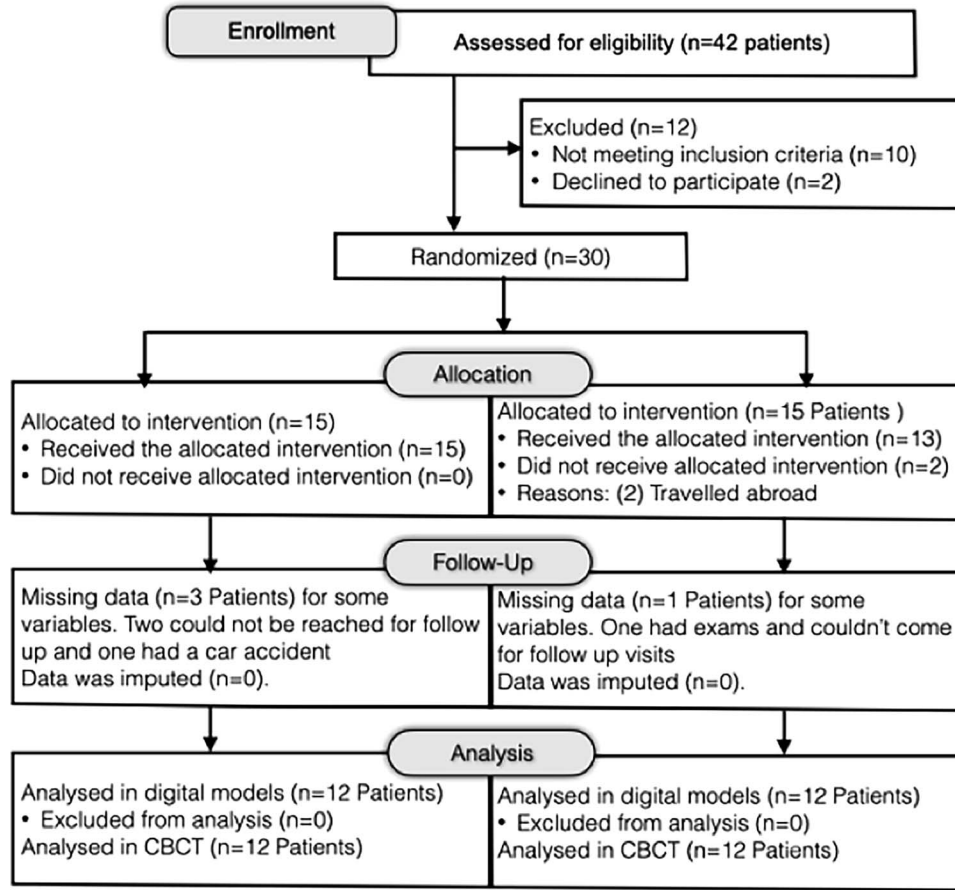 Enrollment
Assessed for eligibility (n=42 patients)
Excluded (n=12)
• Not meeting inclusion criteria (n=10)
• Declined to participate (n=2)
Randomized (n=30)
Allocation
Allocated to intervention (n=15)
• Received the allocated intervention (n=15)
• Did not receive allocated intervention (n=0)
Allocated to intervention (n=15 Patients )
• Received the allocated intervention (n=13)
• Did not receive allocated intervention (n=2)
• Reasons: (2) Travelled abroad
Follow-Up
Missing data (n=3 Patients) for some
variables. Two could not be reached for follow
up and one had a car accident
Data was imputed (n=0).
Missing data (n=1 Patients) for some
variables. One had exams and couldn't come
for follow up visits
Data was imputed (n=0).
Analysis
Analysed in digital models (n=12 Patients)
• Excluded from analysis (n=0)
Analysed in CBCT (n=12 Patients)
Analysed in digital models (n=12 Patients)
• Excluded from analysis (n=0)
Analysed in CBCT (n=12 Patients)